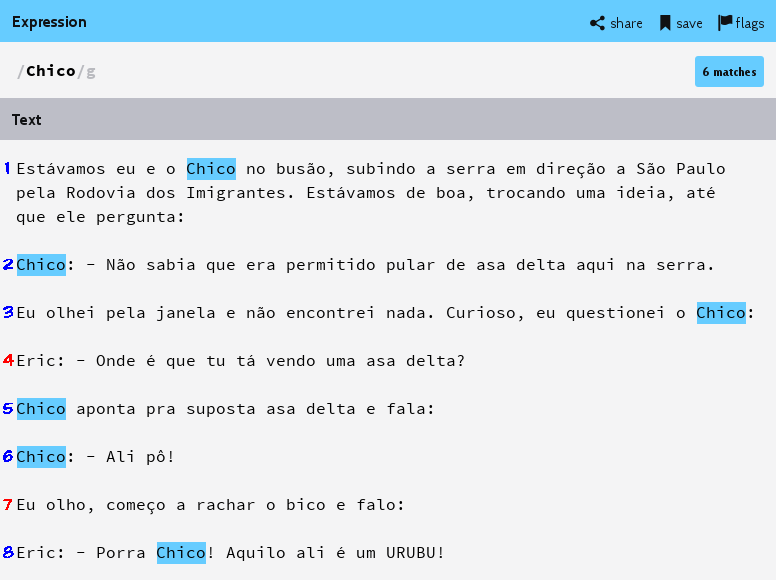 Expression share save flags
/Chico/g 6 matches
Text
1 Estávamos eu e o Chico no busão, subindo a serra em direção a São Paulo
pela Rodovia dos Imigrantes. Estávamos de boa, trocando uma ideia, até
que ele pergunta:
2 Chico: - Não sabia que era permitido pular de asa delta aqui na serra.
3 Eu olhei pela janela e não encontrei nada. Curioso, eu questionei o Chico:
4 Eric: - Onde é que tu tá vendo uma asa delta?
5 Chico aponta pra suposta asa delta e fala:
6 Chico: - Ali pô!
7 Eu olho, começo a rachar o bico e falo:
8 Eric: - Porra Chico! Aquilo ali é um URUBU!